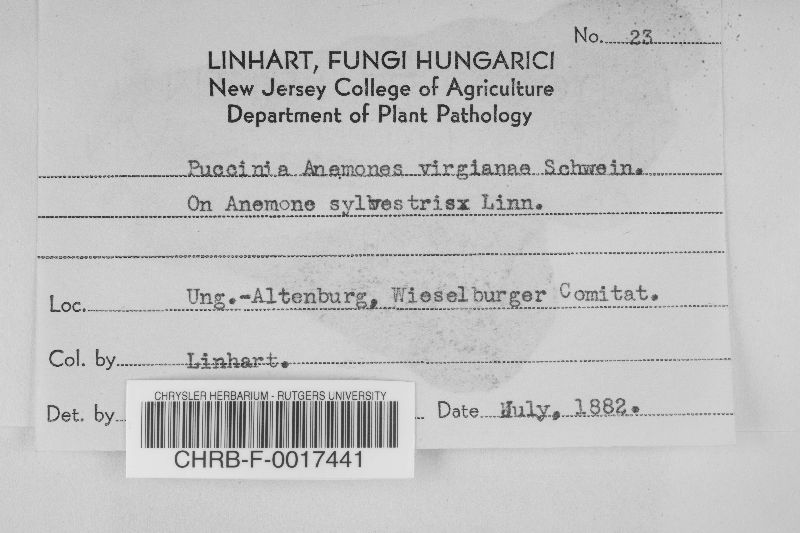 No. 23
LINHART, FUNGI HUNGARICI
New Jersey College of Agriculture
Department of Plant Pathology
Puccinia Anemones virgianae Schwein.
On Anemone sylvestrisx Linn.
Loc. Ung.-Altenburg, Wieselburger Comitat.
Col. by Linhart.
Det. by Date July, 1882.
CHRYSLER HERBARIUM - RUTGERS UNIVERSITY
CHRB-F-0017441